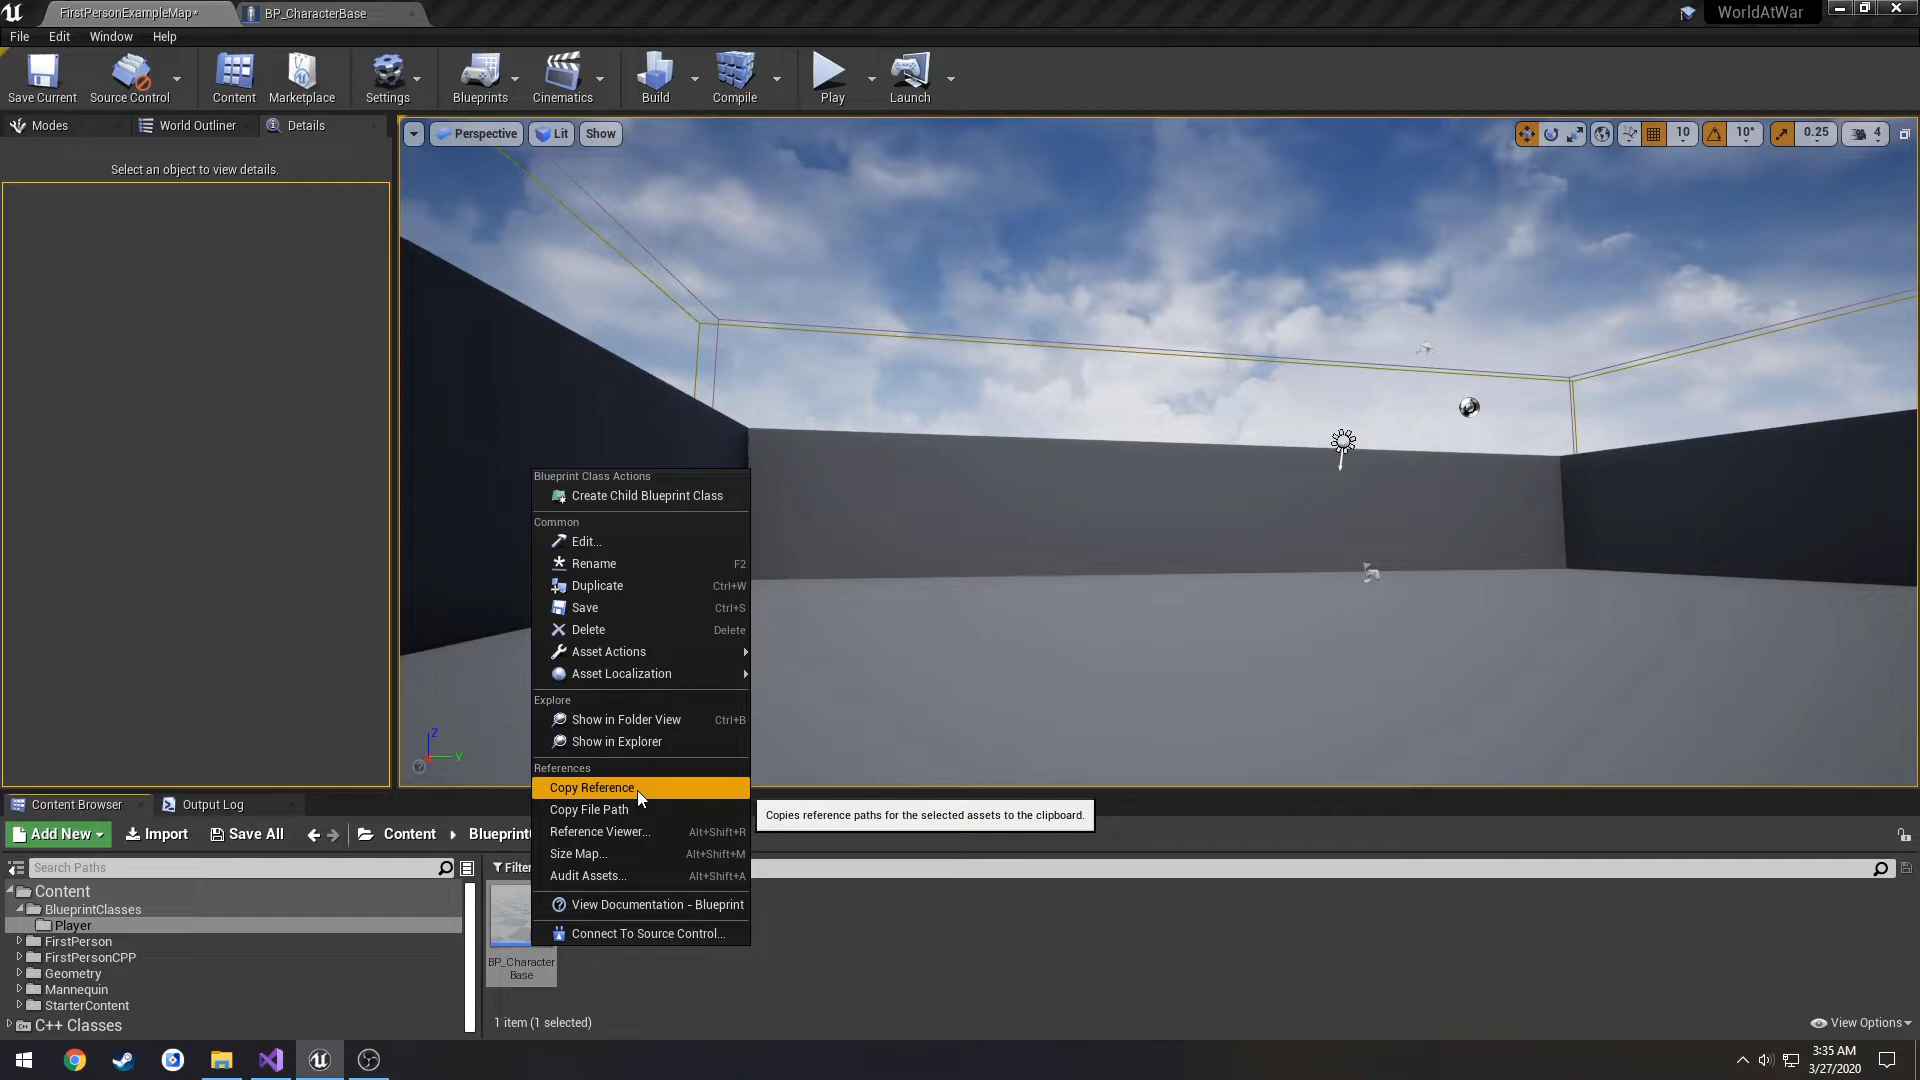 FirstPersonExampleMap*
BP_CharacterBase
WorldAtWar
File Edit Window Help
Save Current
Source Control
Content
Marketplace
Settings
Blueprints
Cinematics
Build
Compile
Play
Launch
Modes
World Outliner
Details
Select an object to view details.
Perspective
Lit
Show
10
10°
0.25
4
Z
Y
Blueprint Class Actions
Create Child Blueprint Class
Common
Edit...
Rename F2
Duplicate Ctrl+W
Save Ctrl+S
Delete Delete
Asset Actions
Asset Localization
Explore
Show in Folder View Ctrl+B
Show in Explorer
References
Copy Reference
Copy File Path
Reference Viewer... Alt+Shift+R
Size Map... Alt+Shift+M
Audit Assets... Alt+Shift+A
View Documentation - Blueprint
Connect To Source Control...
Copies reference paths for the selected assets to the clipboard.
Content Browser
Output Log
Add New
Import
Save All
Content
Blueprint
Search Paths
Filter
Content
BlueprintClasses
Player
FirstPerson
FirstPersonCPP
Geometry
Mannequin
StarterContent
C++ Classes
BP_Character
Base
1 item (1 selected)
View Options
3:35 AM
3/27/2020